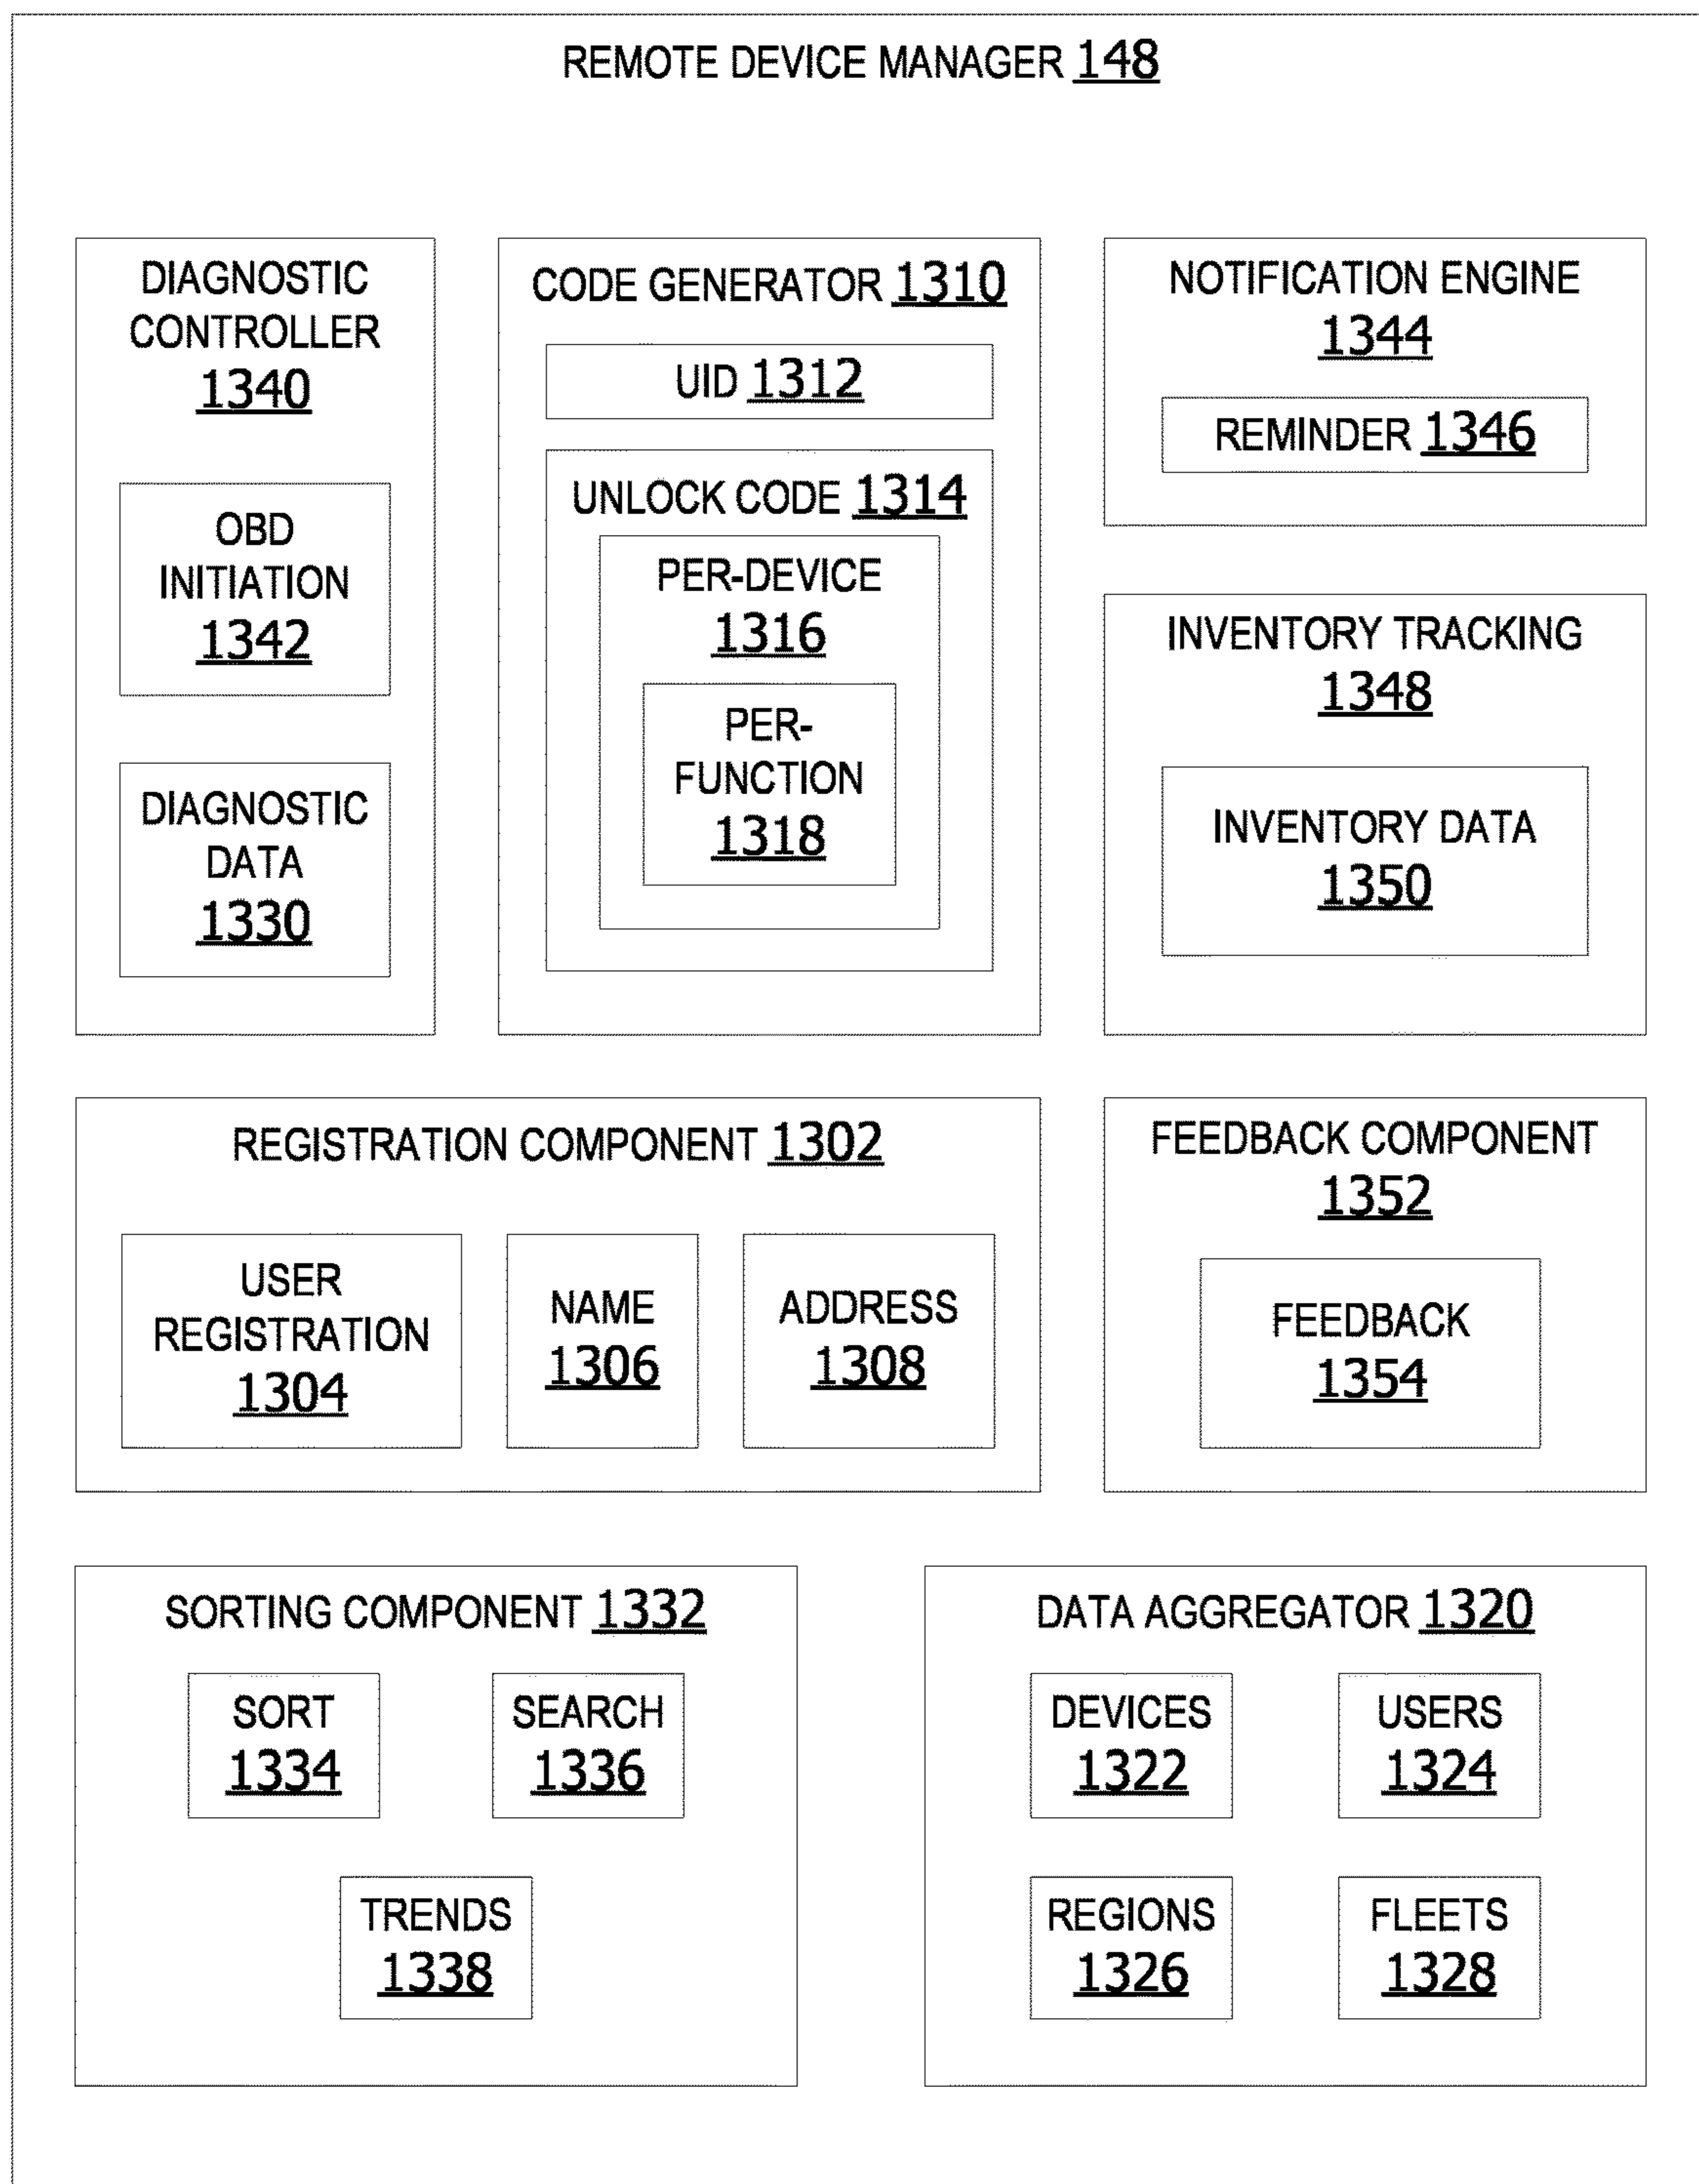 REMOTE DEVICE MANAGER 148
DIAGNOSTIC
CONTROLLER
1340
OBD
INITIATION
1342
DIAGNOSTIC
DATA
1330
CODE GENERATOR 1310
UID 1312
UNLOCK CODE 1314
PER-DEVICE
1316
PER-
FUNCTION
1318
NOTIFICATION ENGINE
1344
REMINDER 1346
INVENTORY TRACKING
1348
INVENTORY DATA
1350
REGISTRATION COMPONENT 1302
USER
REGISTRATION
1304
NAME
1306
ADDRESS
1308
FEEDBACK COMPONENT
1352
FEEDBACK
1354
SORTING COMPONENT 1332
SORT
1334
SEARCH
1336
TRENDS
1338
DATA AGGREGATOR 1320
DEVICES
1322
USERS
1324
REGIONS
1326
FLEETS
1328